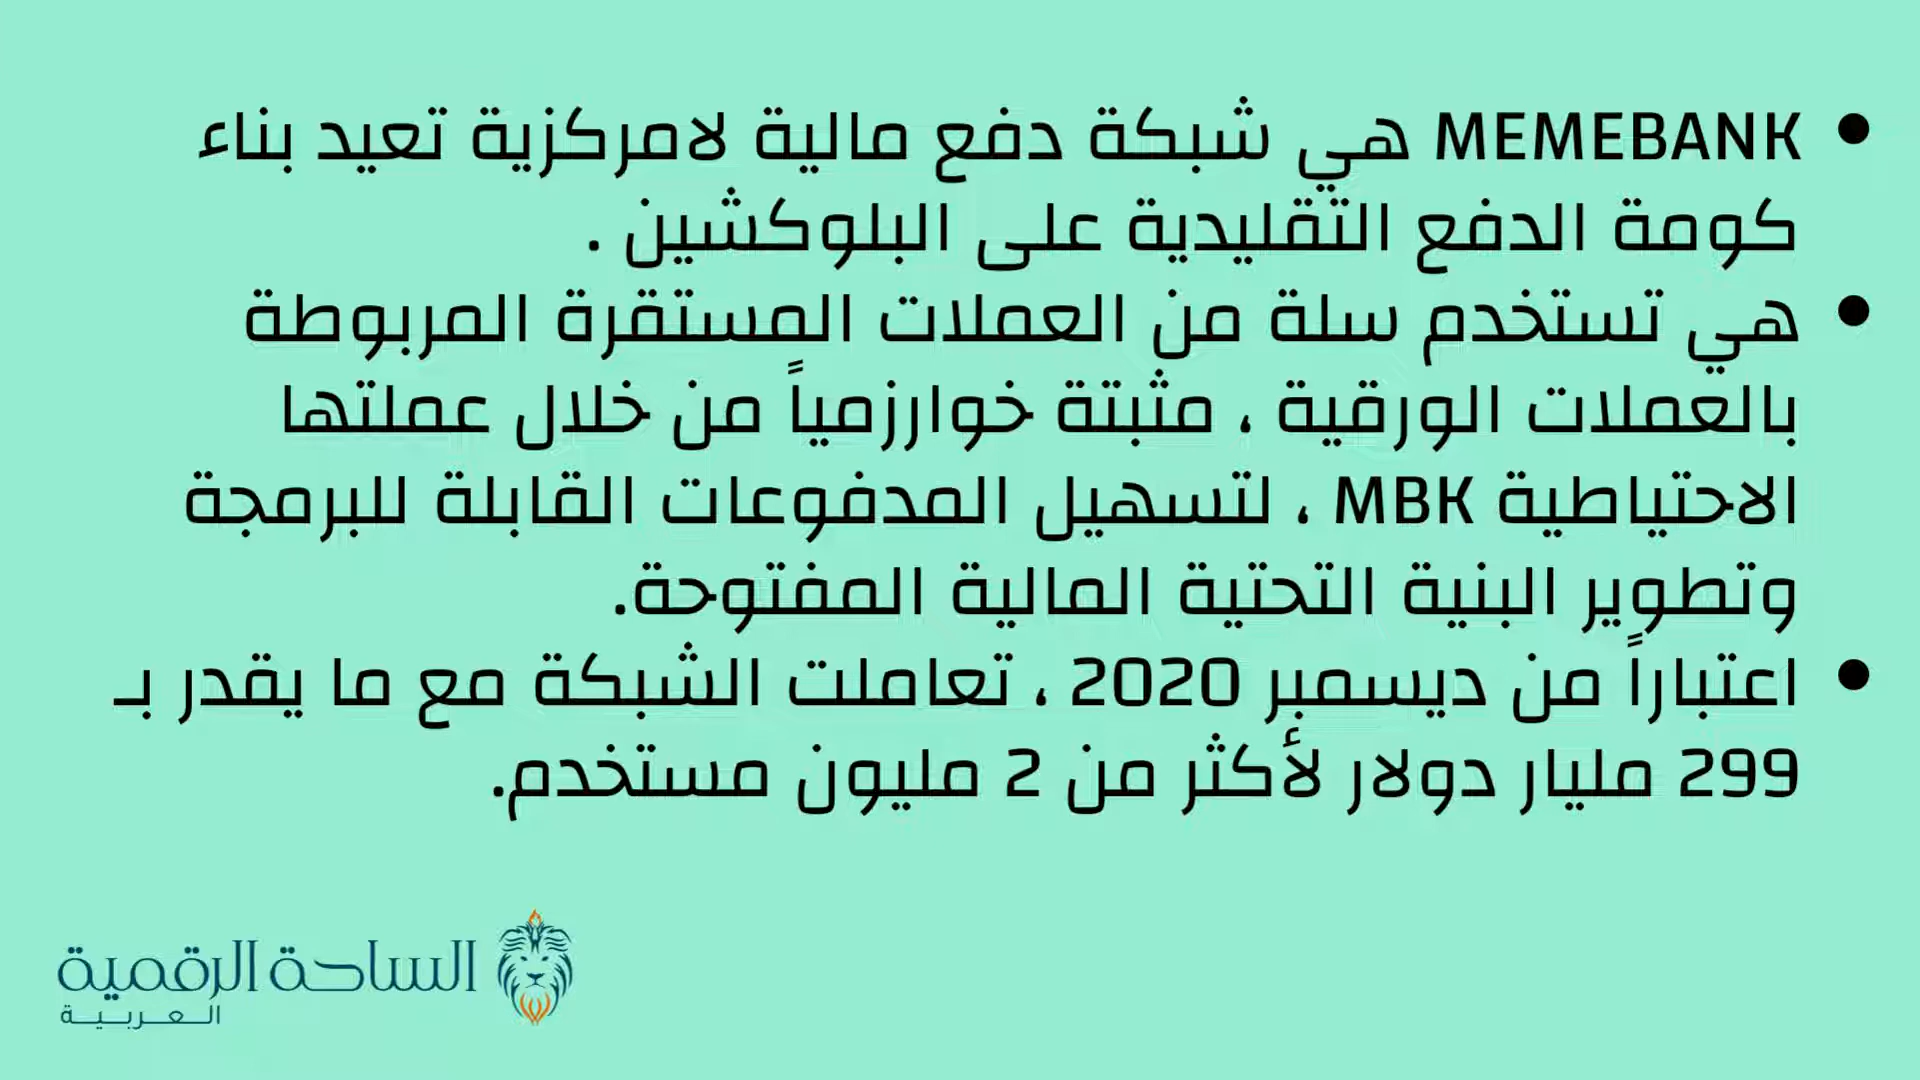 • MEMEBANK هي شبكة دفع مالية لامركزية تعيد بناء
كومة الدفع التقليدية على البلوكشين .
• هي تستخدم سلة من العملات المستقرة المربوطة
بالعملات الورقية ، مثبتة خوارزمياً من خلال عملتها
الاحتياطية MBK ، لتسهيل المدفوعات القابلة للبرمجة
وتطوير البنية التحتية المالية المفتوحة.
• اعتباراً من ديسمبر 2020 ، تعاملت الشبكة مع ما يقدر بـ
299 مليار دولار لأكثر من 2 مليون مستخدم.
الساحة الرقمية
العربية